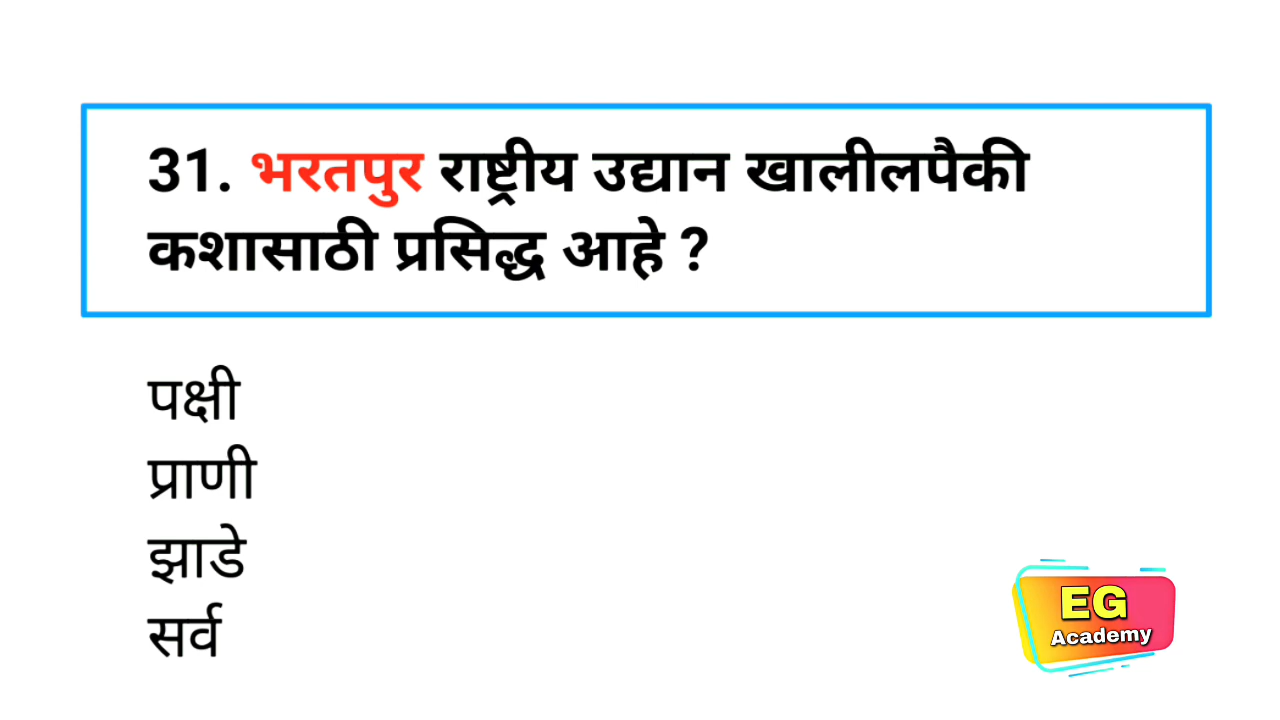 31. भरतपुर राष्ट्रीय उद्यान खालीलपैकी
कशासाठी प्रसिद्ध आहे ?
पक्षी
प्राणी
झाडे
सर्व
EG
Academy